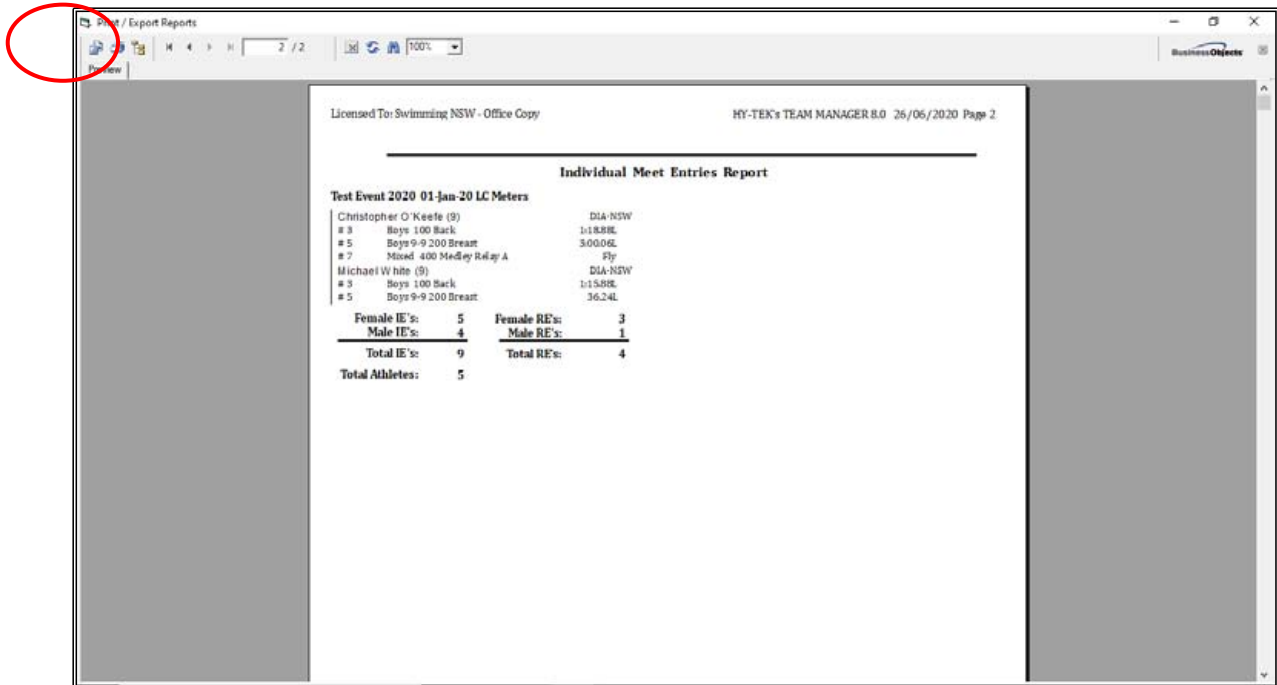 Print / Export Reports
2 / 2 100%
BusinessObjects
Preview
Licensed To: Swimming NSW - Office Copy HY-TEK's TEAM MANAGER 8.0 26/06/2020 Page 2
Individual Meet Entries Report
Test Event 2020 01-Jan-20 LC Meters
Christopher O'Keefe (9) DIA-NSW
# 3 Boys 100 Back 1:18.88L
# 5 Boys 9-9 200 Breast 3:00.06L
# 7 Mixed 400 Medley Relay A Fly
Michael White (9) DIA-NSW
# 3 Boys 100 Back 1:15.88L
# 5 Boys 9-9 200 Breast 36.24L
Female IE's: 5 Female RE's: 3
Male IE's: 4 Male RE's: 1
Total IE's: 9 Total RE's: 4
Total Athletes: 5